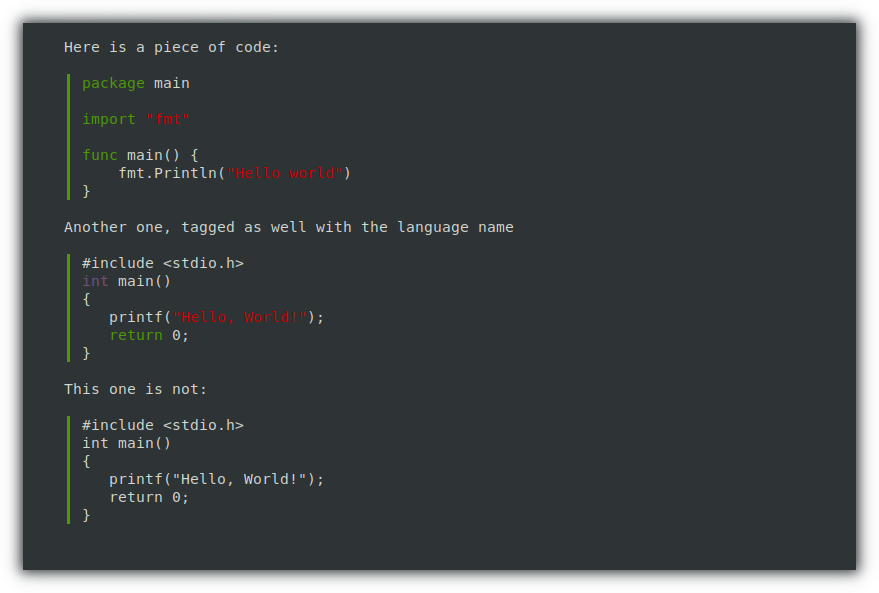 Here is a piece of code:
package main
import "fmt"
func main() {
    fmt.Println("Hello world")
}
Another one, tagged as well with the language name
#include <stdio.h>
int main()
{
   printf("Hello, World!");
   return 0;
}
This one is not:
#include <stdio.h>
int main()
{
   printf("Hello, World!");
   return 0;
}